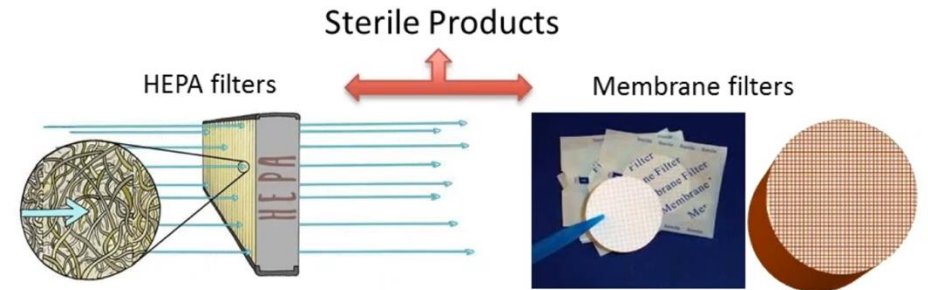 Sterile Products
HEPA filters
Membrane filters
HEPA
Filter
Membrane Filter
Membrane